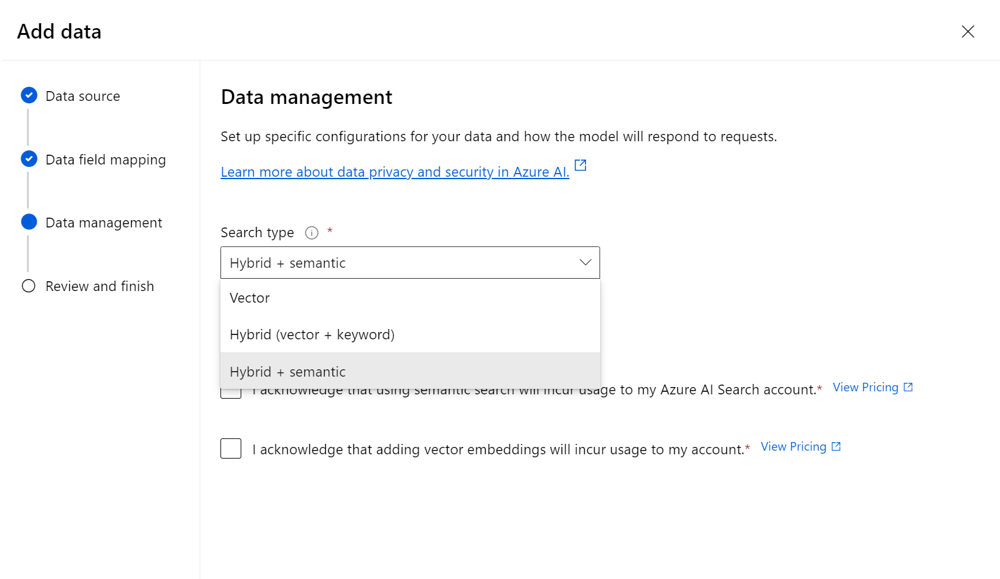 Add data
Data source
Data field mapping
Data management
Review and finish
Data management
Set up specific configurations for your data and how the model will respond to requests.
Learn more about data privacy and security in Azure AI.
Search type *
Hybrid + semantic
Vector
Hybrid (vector + keyword)
Hybrid + semantic
I acknowledge that using semantic search will incur usage to my Azure AI Search account.* View Pricing
I acknowledge that adding vector embeddings will incur usage to my account.* View Pricing